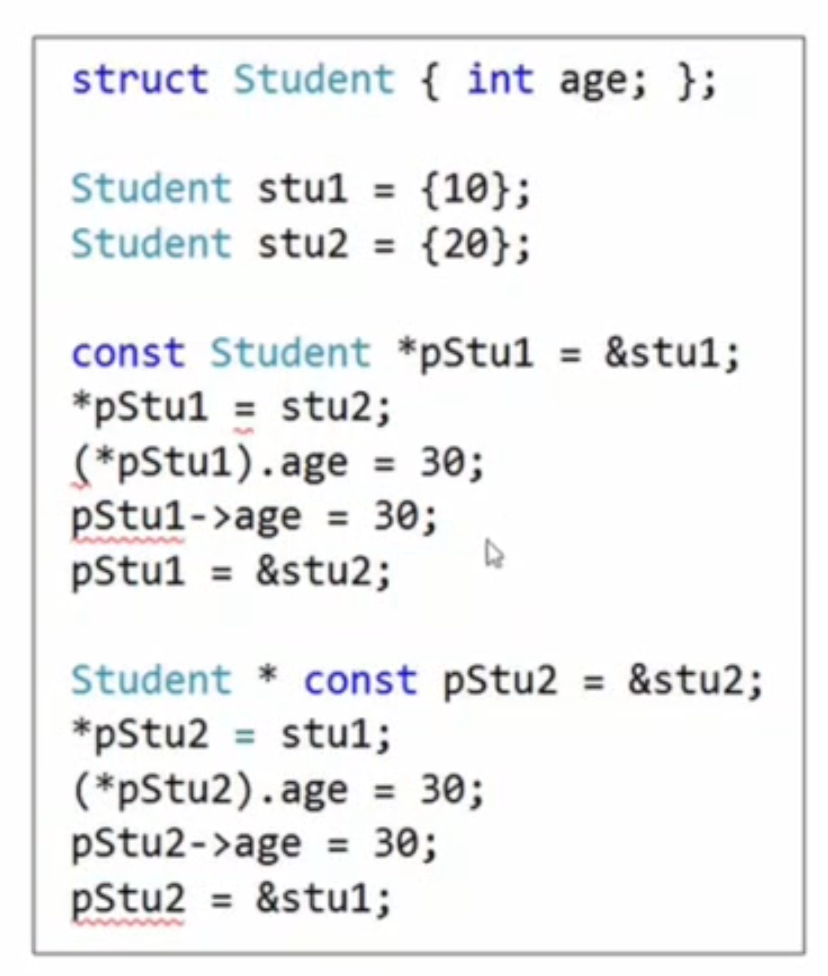 struct Student { int age; };
Student stu1 = {10};
Student stu2 = {20};
const Student *pStu1 = &stu1;
*pStu1 = stu2;
(*pStu1).age = 30;
pStu1->age = 30;
pStu1 = &stu2;
Student * const pStu2 = &stu2;
*pStu2 = stu1;
(*pStu2).age = 30;
pStu2->age = 30;
pStu2 = &stu1;